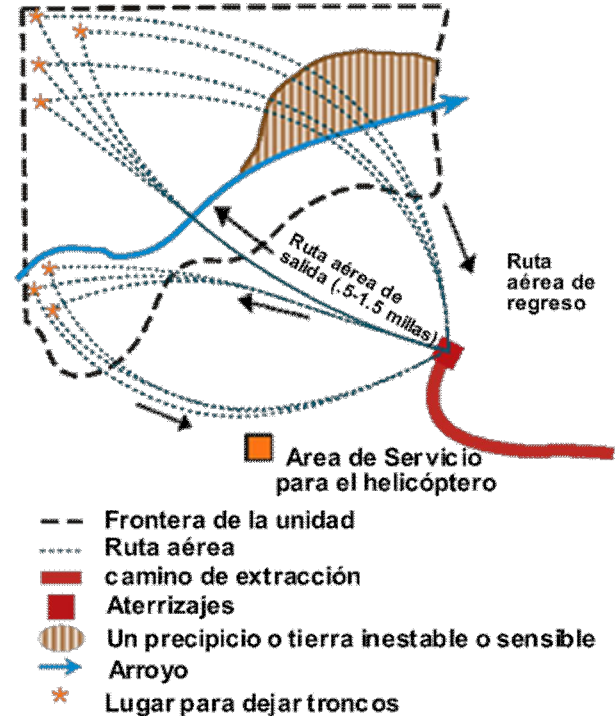 Ruta aérea de
salida (.5-1.5 millas)
Ruta
aérea de
regreso
Area de Servicio
para el helicóptero
Frontera de la unidad
Ruta aérea
camino de extracción
Aterrizajes
Un precipicio o tierra inestable o sensible
Arroyo
Lugar para dejar troncos